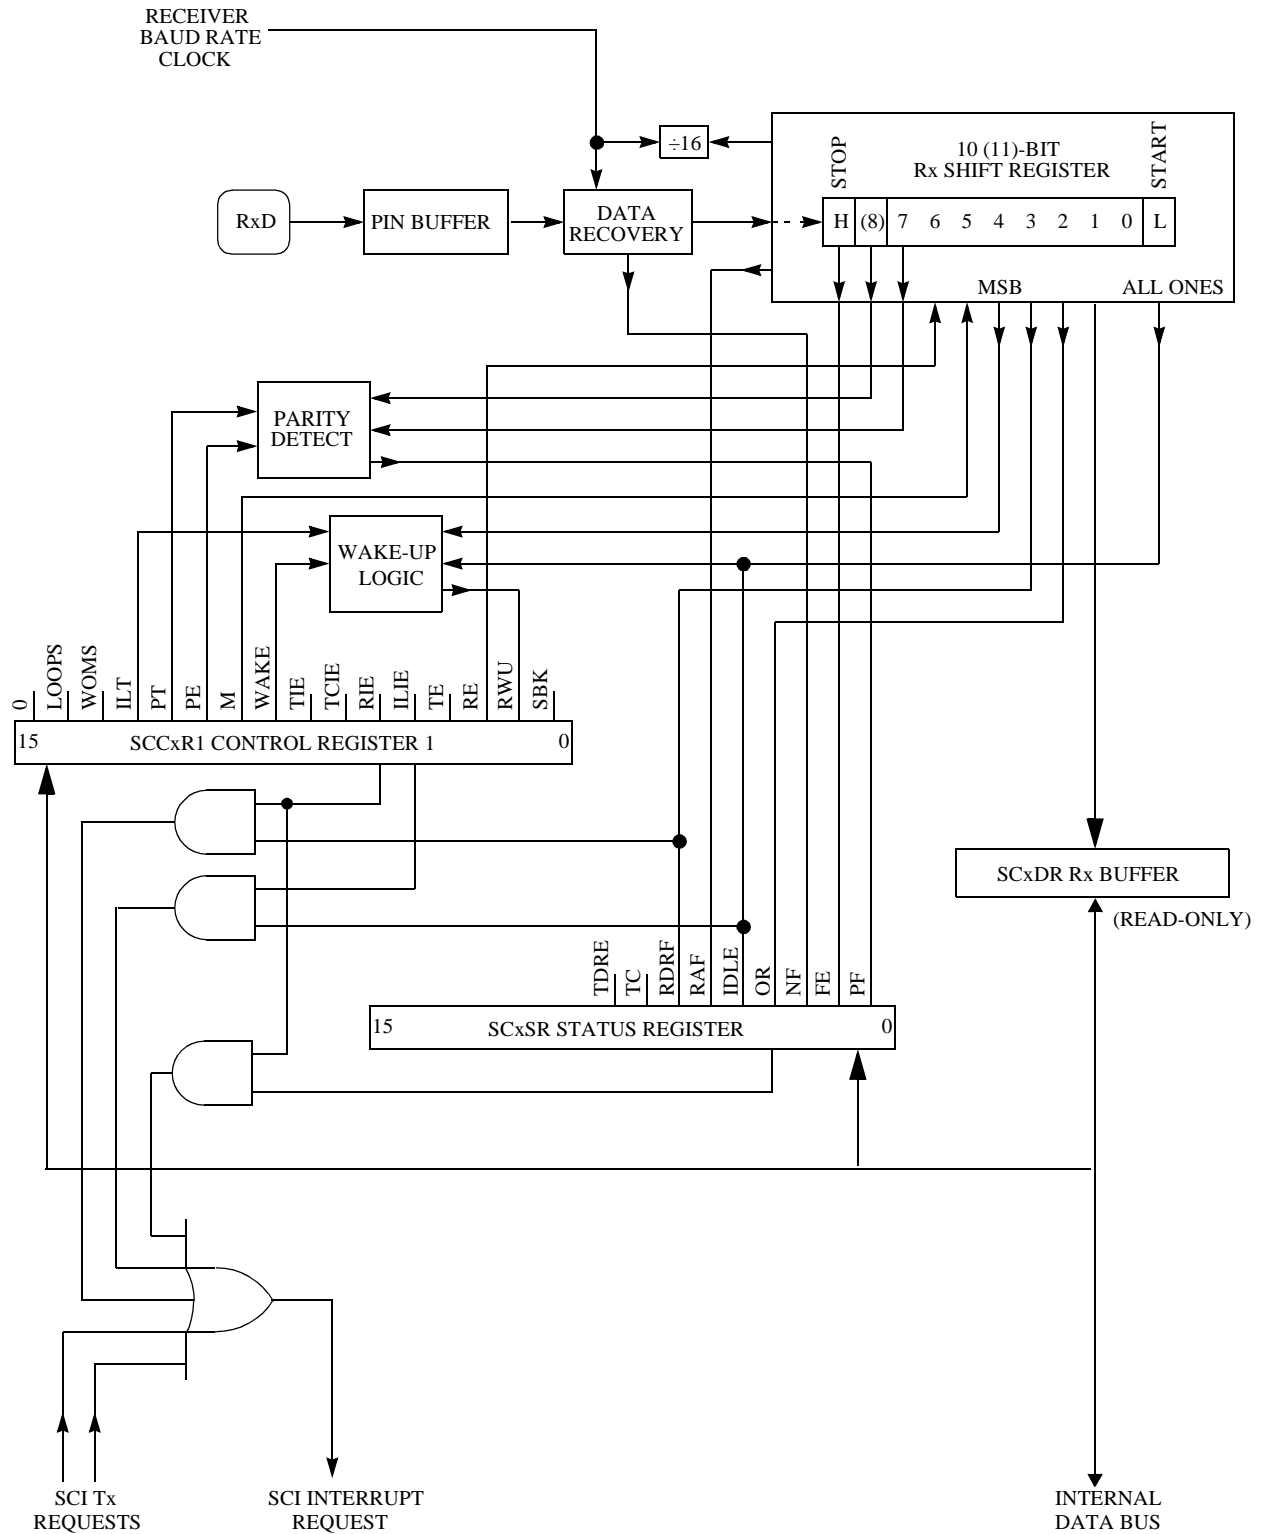 RECEIVER
BAUD RATE
CLOCK
÷16
STOP
10 (11)-BIT
Rx SHIFT REGISTER
START
RxD
PIN BUFFER
DATA
RECOVERY
H (8) 7 6 5 4 3 2 1 0 L
MSB
ALL ONES
PARITY
DETECT
WAKE-UP
LOGIC
0
LOOPS
WOMS
ILT
PT
PE
M
WAKE
TIE
TCIE
RIE
ILIE
TE
RE
RWU
SBK
15 SCCxR1 CONTROL REGISTER 1 0
SCxDR Rx BUFFER
(READ-ONLY)
TDRE
TC
RDRF
RAF
IDLE
OR
NF
FE
PF
15 SCxSR STATUS REGISTER 0
SCI Tx
REQUESTS
SCI INTERRUPT
REQUEST
INTERNAL
DATA BUS